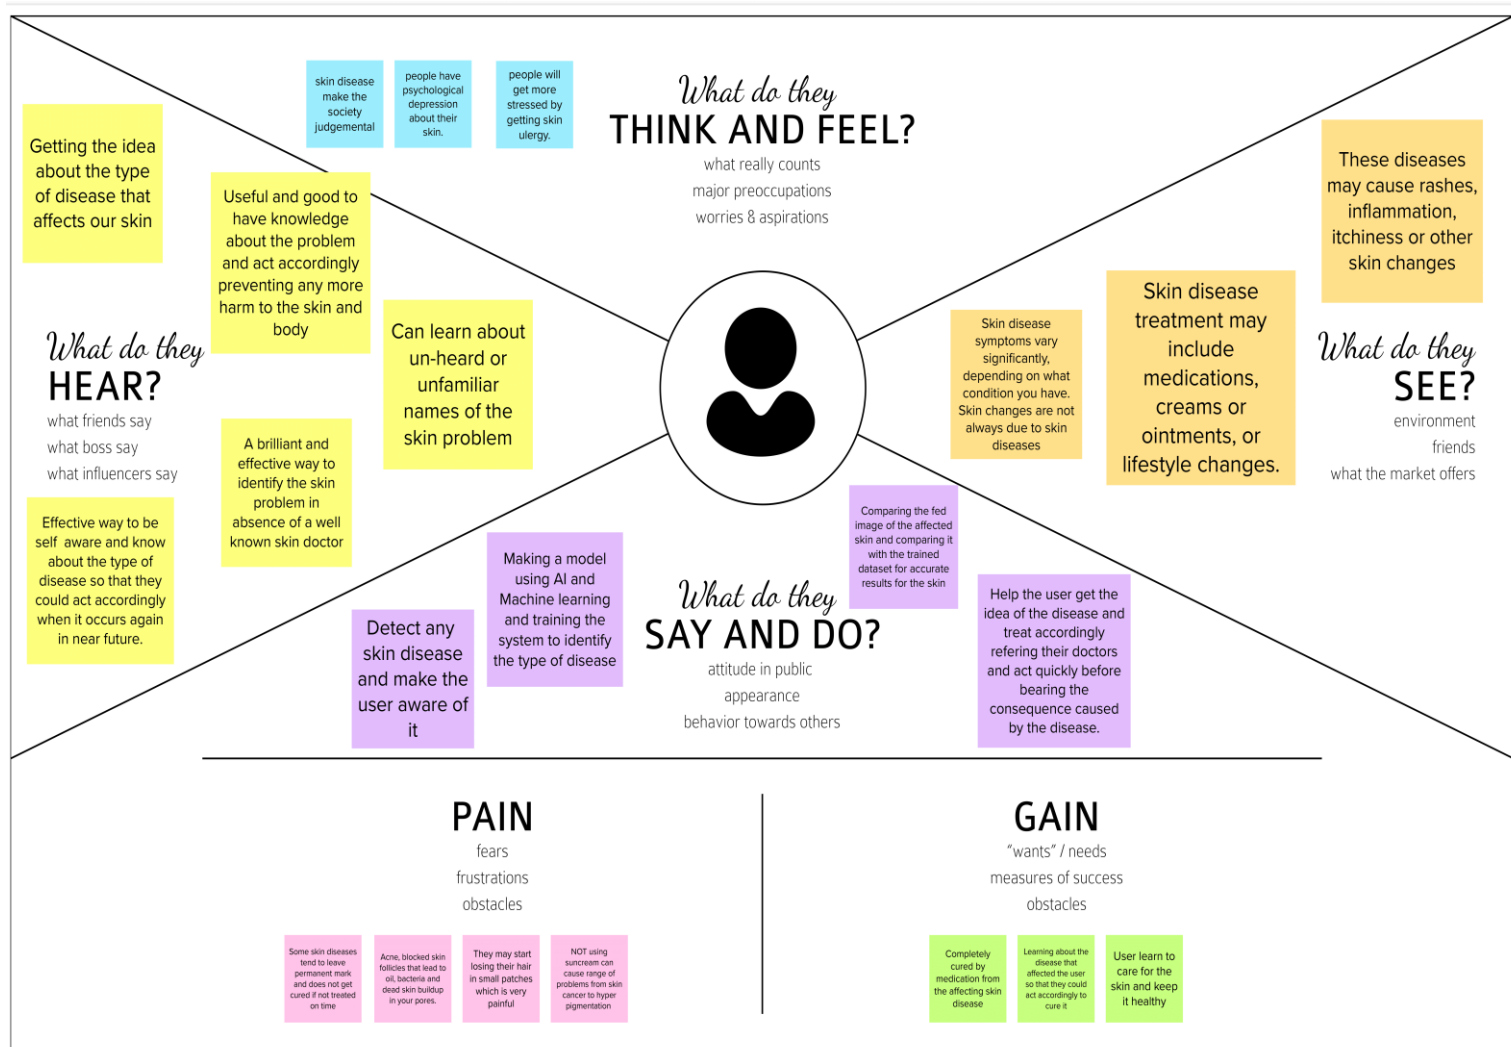 skin disease
make the
society
judgemental
people have
psychological
depression
about their
skin.
people will
get more
stressed by
getting skin
ulergy.
What do they
THINK AND FEEL?
what really counts
major preoccupations
worries & aspirations
Getting the idea
about the type
of disease that
affects our skin
Useful and good to
have knowledge
about the problem
and act accordingly
preventing any more
harm to the skin and
body
Can learn about
un-heard or
unfamiliar
names of the
skin problem
What do they
HEAR?
what friends say
what boss say
what influencers say
A brilliant and
effective way to
identify the skin
problem in
absence of a well
known skin doctor
Effective way to be
self aware and know
about the type of
disease so that they
could act accordingly
when it occurs again
in near future.
These diseases
may cause rashes,
inflammation,
itchiness or other
skin changes
Skin disease
treatment may
include
medications,
creams or
ointments, or
lifestyle changes.
Skin disease
symptoms vary
significantly,
depending on what
condition you have.
Skin changes are not
always due to skin
diseases
What do they
SEE?
environment
friends
what the market offers
Detect any
skin disease
and make the
user aware of
it
Making a model
using AI and
Machine learning
and training the
system to identify
the type of disease
What do they
SAY AND DO?
attitude in public
appearance
behavior towards others
Comparing the fed
image of the affected
skin and comparing it
with the trained
dataset for accurate
results for the skin
Help the user get the
idea of the disease and
treat accordingly
refering their doctors
and act quickly before
bearing the
consequence caused
by the disease.
PAIN
fears
frustrations
obstacles
Some skin diseases
tend to leave
permanent mark
and does not get
cured if not treated
on time
Acne, blocked skin
follicles that lead to
oil, bacteria and
dead skin buildup
in your pores.
They may start
losing their hair
in small patches
which is very
painful
NOT using
suncream can
cause range of
problems from skin
cancer to hyper
pigmentation
GAIN
"wants" / needs
measures of success
obstacles
Completely
cured by
medication from
the affecting skin
disease
Learning about the
disease that
affected the user
so that they could
act accordingly to
cure it
User learn to
care for the
skin and keep
it healthy